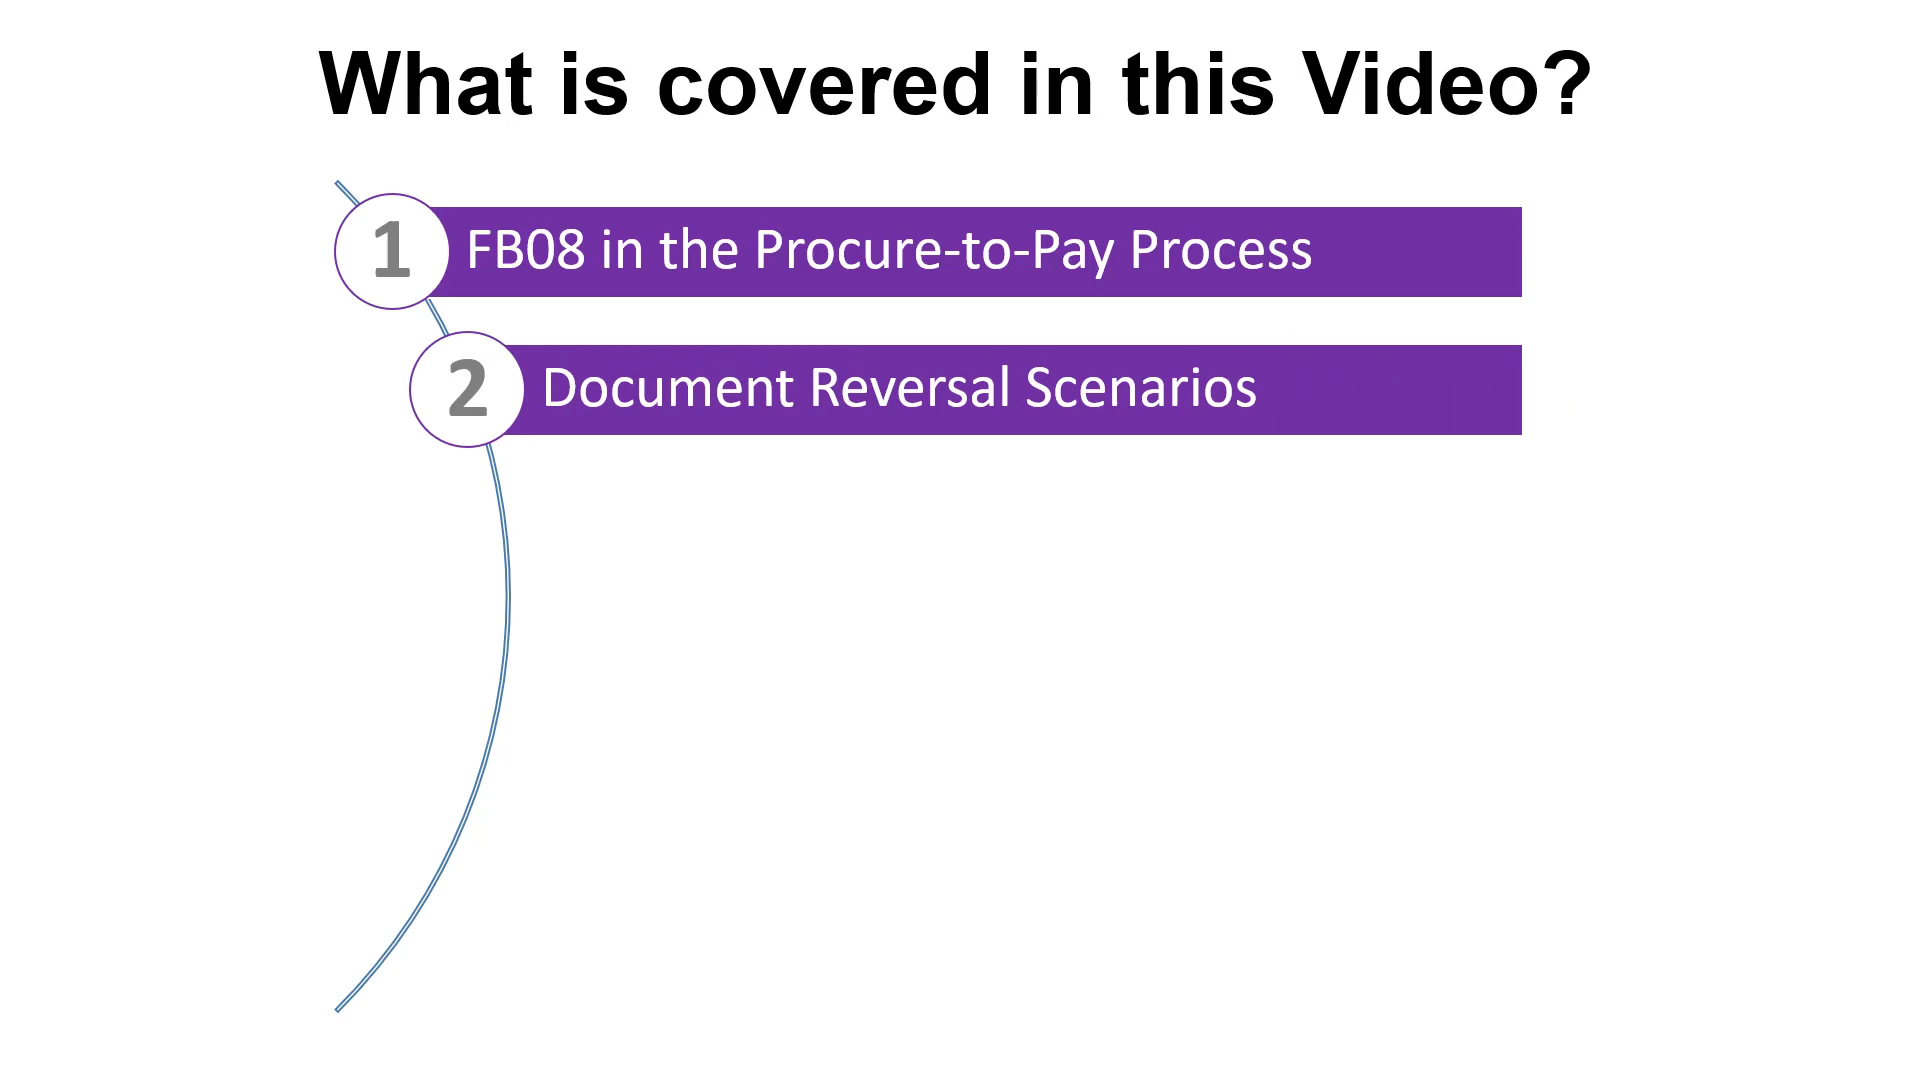 What is covered in this Video?
1 FB08 in the Procure-to-Pay Process
2 Document Reversal Scenarios